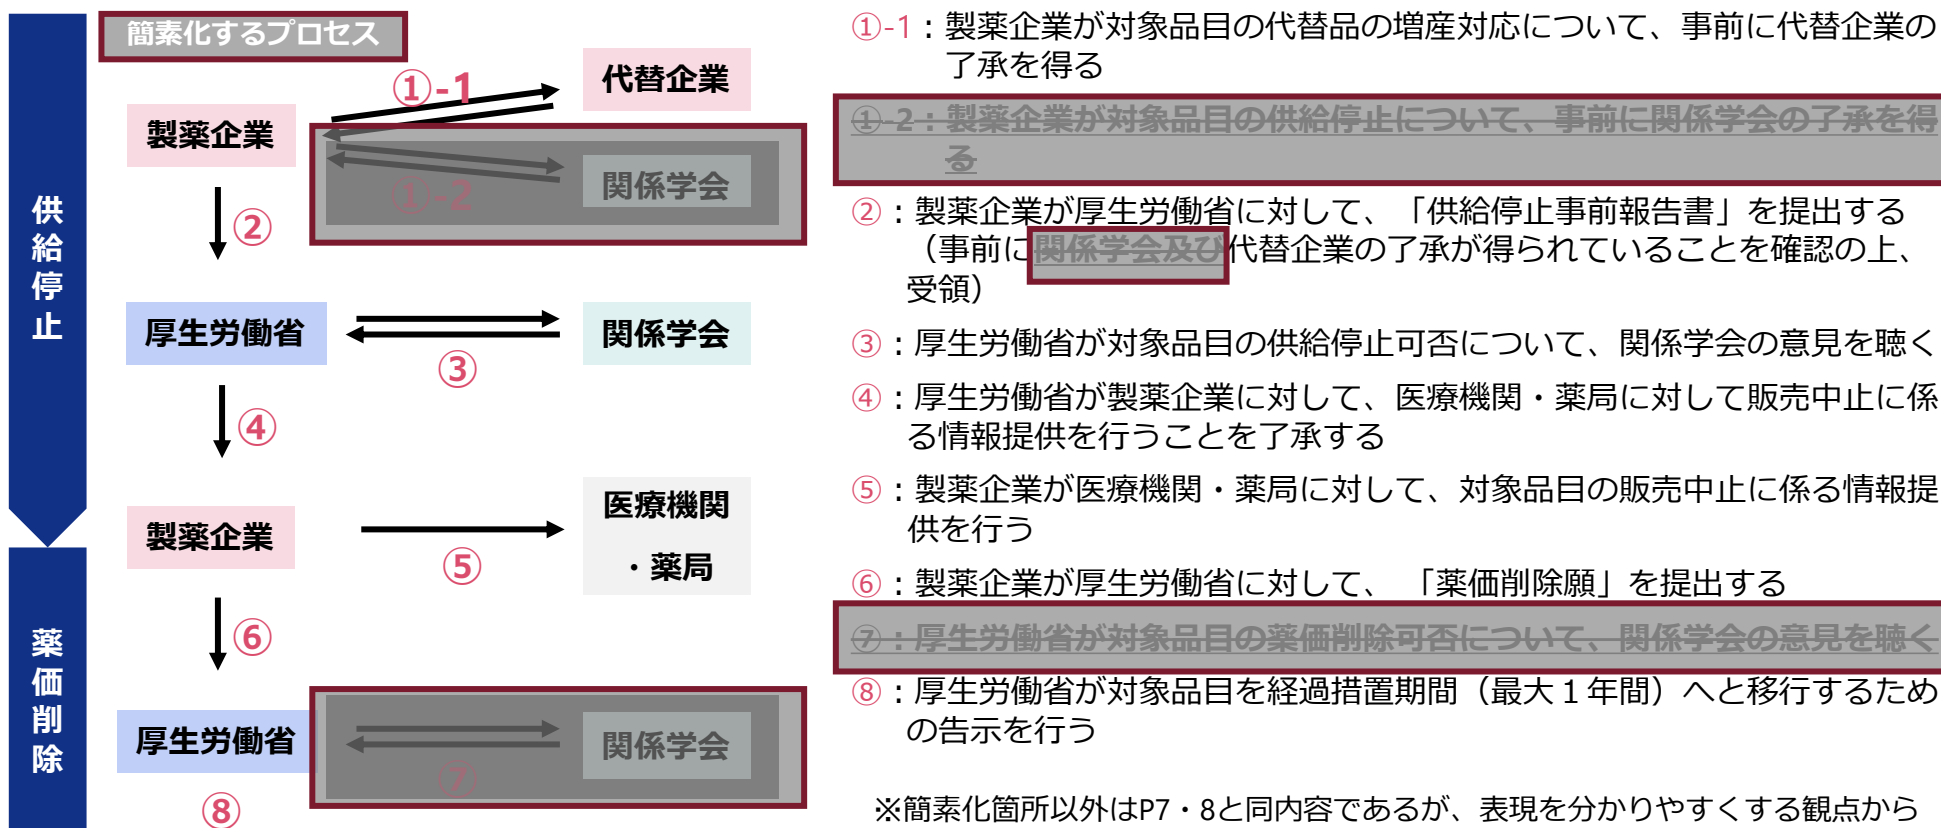 簡素化するプロセス
供給停止
薬価削除
①-1
代替企業
製薬企業
①-2
関係学会
②
厚生労働省
関係学会
③
④
製薬企業
医療機関
・薬局
⑤
⑥
厚生労働省
関係学会
⑦
⑧
①-1：製薬企業が対象品目の代替品の増産対応について、事前に代替企業の
了承を得る
①-2：製薬企業が対象品目の供給停止について、事前に関係学会の了承を得
る
②：製薬企業が厚生労働省に対して、「供給停止事前報告書」を提出する
（事前に関係学会及び代替企業の了承が得られていることを確認の上、
受領）
③：厚生労働省が対象品目の供給停止可否について、関係学会の意見を聴く
④：厚生労働省が製薬企業に対して、医療機関・薬局に対して販売中止に係
る情報提供を行うことを了承する
⑤：製薬企業が医療機関・薬局に対して、対象品目の販売中止に係る情報提
供を行う
⑥：製薬企業が厚生労働省に対して、「薬価削除願」を提出する
⑦：厚生労働省が対象品目の薬価削除可否について、関係学会の意見を聴く
⑧：厚生労働省が対象品目を経過措置期間（最大１年間）へと移行するため
の告示を行う
※簡素化箇所以外はP7・8と同内容であるが、表現を分かりやすくする観点から